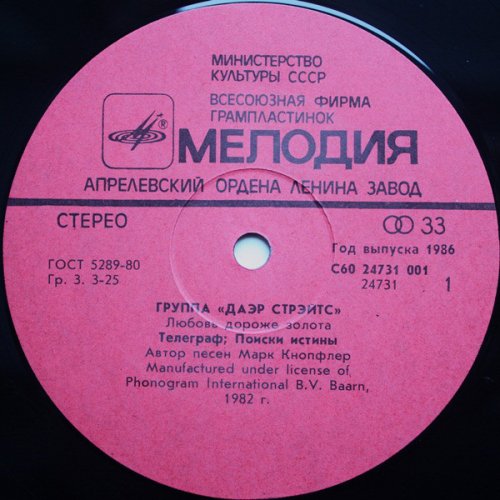 МИНИСТЕРСТВО
КУЛЬТУРЫ СССР
ВСЕСОЮЗНАЯ ФИРМА
ГРАМПЛАСТИНОК
® МЕЛОДИЯ
АПРЕЛЕВСКИЙ ОРДЕНА ЛЕНИНА ЗАВОД
СТЕРЕО
33
Год выпуска 1986
ГОСТ 5289-80
С60 24731 001
Гр. 3. 3-25
24731 1
ГРУППА «ДАЭР СТРЭЙТС»
Любовь дороже золота
Телеграф; Поиски истины
Автор песен Марк Кнопфлер
Manufactured under license of
Phonogram International B.V. Baarn,
1982 г.